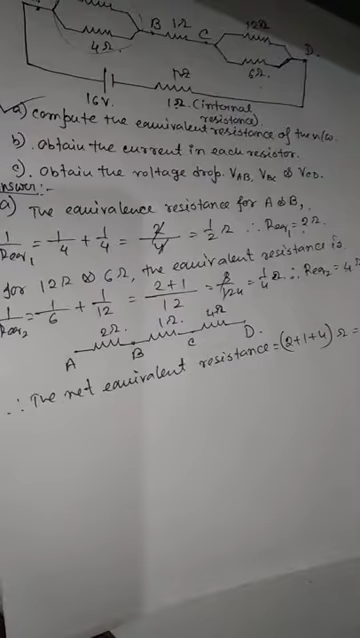 4Ω B 1Ω C 12Ω D.
6Ω
16V. 1Ω (internal resistance).
a) compute the equivalent resistance of the n/w.
b). obtain the current in each resistor.
c). obtain the voltage drop. VAB, VBC & VCD.
nswer:-
a) The equivalence resistance for A & B,
1/Req1 = 1/4 + 1/4 = 2/4 = 1/2 Ω ∴ Req1 = 2Ω.
for 12Ω & 6Ω, the equivalent resistance is
1/Req2 = 1/6 + 1/12 = 2+1/12 = = 1/4 Ω ∴ Req2 = 4
A 2Ω B 1Ω C 4Ω D.
∴ The net equivalent resistance = (2+1+4) Ω =